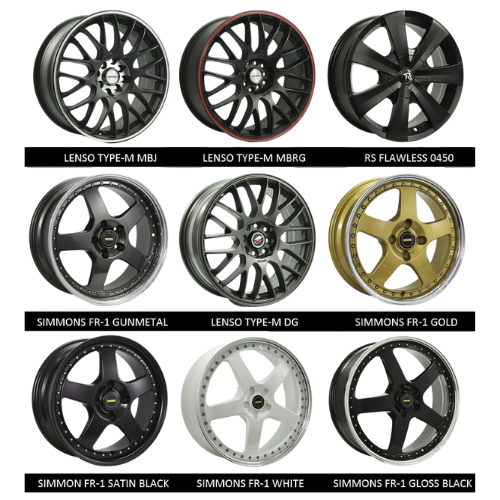 LENSO TYPE-M MBJ
LENSO TYPE-M MBRG
RS FLAWLESS 0450
SIMMONS FR-1 GUNMETAL
LENSO TYPE-M DG
SIMMONS FR-1 GOLD
SIMMON FR-1 SATIN BLACK
SIMMONS FR-1 WHITE
SIMMONS FR-1 GLOSS BLACK